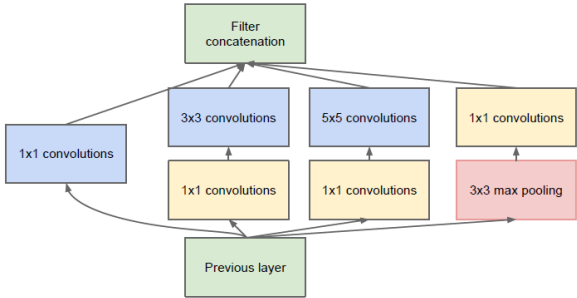 Filter
concatenation
3x3 convolutions
5x5 convolutions
1x1 convolutions
1x1 convolutions
1x1 convolutions
1x1 convolutions
3x3 max pooling
Previous layer